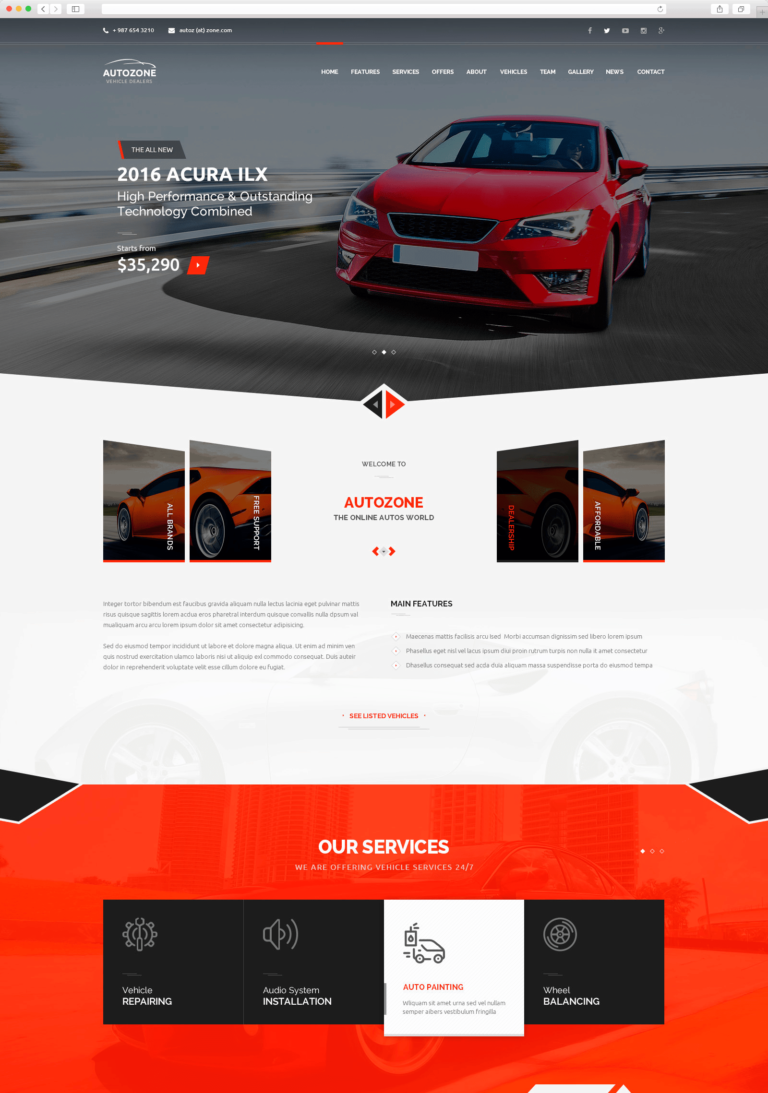 + 987 654 3210
autoz (at) zone.com
AUTOZONE
VEHICLE DEALERS
HOME FEATURES SERVICES OFFERS ABOUT VEHICLES TEAM GALLERY NEWS CONTACT
THE ALL NEW
2016 ACURA ILX
High Performance & Outstanding
Technology Combined
Starts from
$35,290
ALL BRANDS
FREE SUPPORT
WELCOME TO
AUTOZONE
THE ONLINE AUTOS WORLD
DEALERSHIP
AFFORDABLE
Integer tortor bibendum est faucibus gravida aliquam nulla lectus lacinia eget pulvinar mattis
risus quisque sagittis lorem acdua eros pharetral interdum quisque convallis nulla dpsum val
mualiquam arcu arcu lorem ipsum dolor sit amet consectetur adipisicing.
Sed do eiusmod tempor incididunt ut labore et dolore magna aliqua. Ut enim ad minim ven
quis nostrud exercitation ulamco laboris nisi ut aliquip exl commodo consequat. Duis auteir
dolor in reprehenderit voluptate velit esse cillum dolore eu fugiat.
MAIN FEATURES
Maecenas mattis facilisis arcu Ised Morbi accumsan dignissim sed libero lorem ipsum
Phasellus eget nisl vel lacus ipsum diul proin rutrum turpis non nulla it amet consectetur
Dhasellus consequat sed acda duia aliquam massa suspendisse porta do eiusmod tempa
SEE LISTED VEHICLES
OUR SERVICES
WE ARE OFFERING VEHICLE SERVICES 24/7
Vehicle
REPAIRING
Audio System
INSTALLATION
AUTO PAINTING
Wliquam sit amet urna sed vel nullam
semper aibers vestibulum fringilla
Wheel
BALANCING